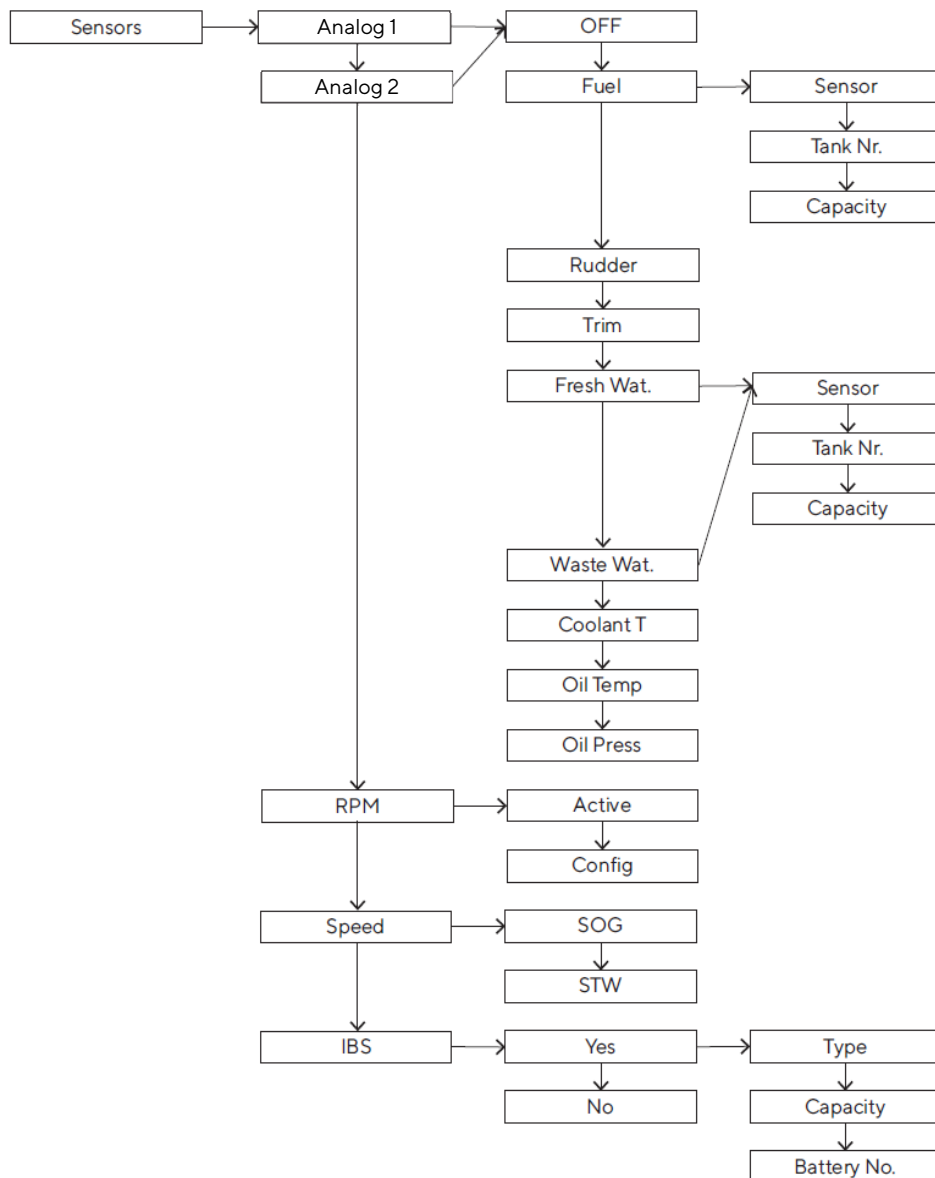 Sensors
Analog 1
OFF
Analog 2
Fuel
Sensor
Tank Nr.
Capacity
Rudder
Trim
Fresh Wat.
Sensor
Tank Nr.
Capacity
Waste Wat.
Coolant T
Oil Temp
Oil Press
RPM
Active
Config
Speed
SOG
STW
IBS
Yes
Type
No
Capacity
Battery No.